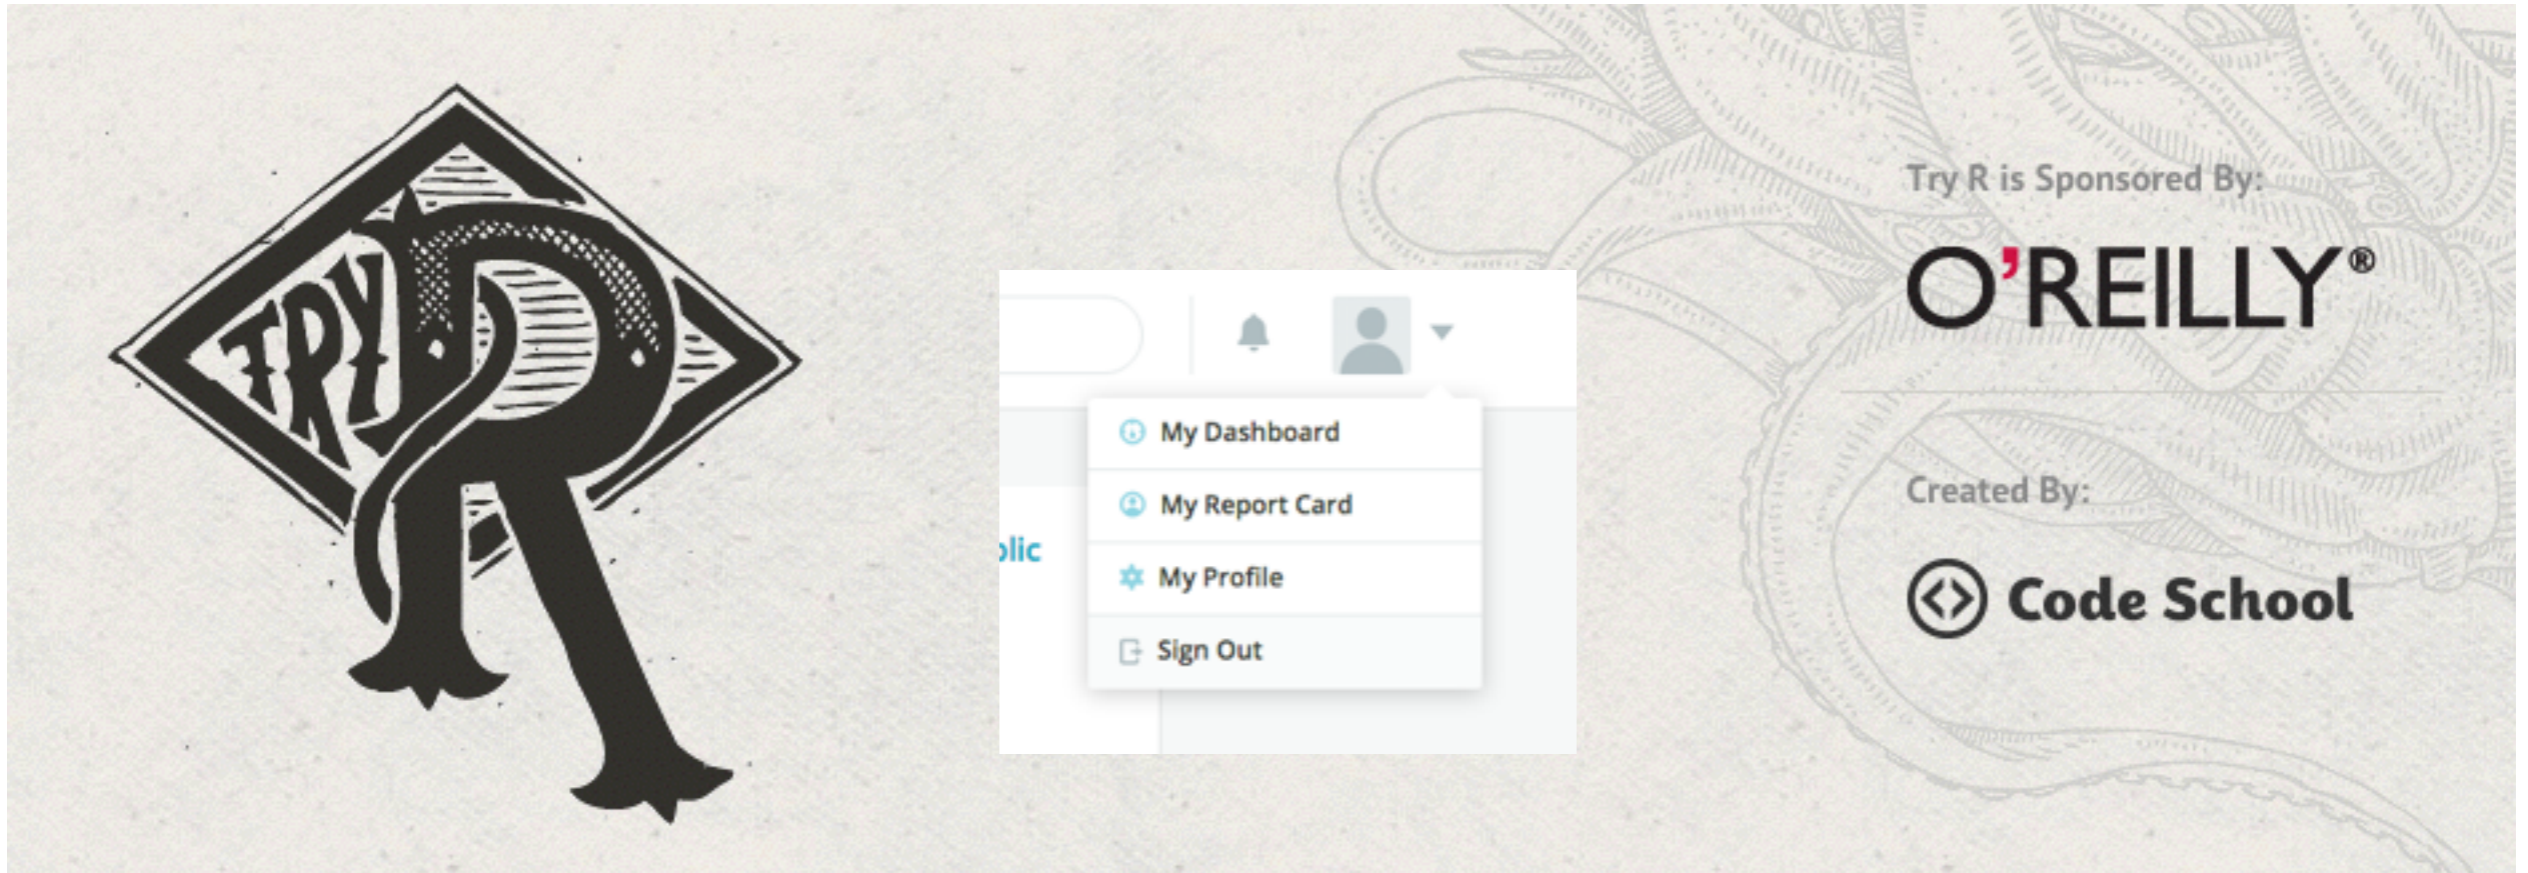 TRY
R
My Dashboard
My Report Card
My Profile
Sign Out
blic
Try R is Sponsored By:
O'REILLY®
Created By:
Code School